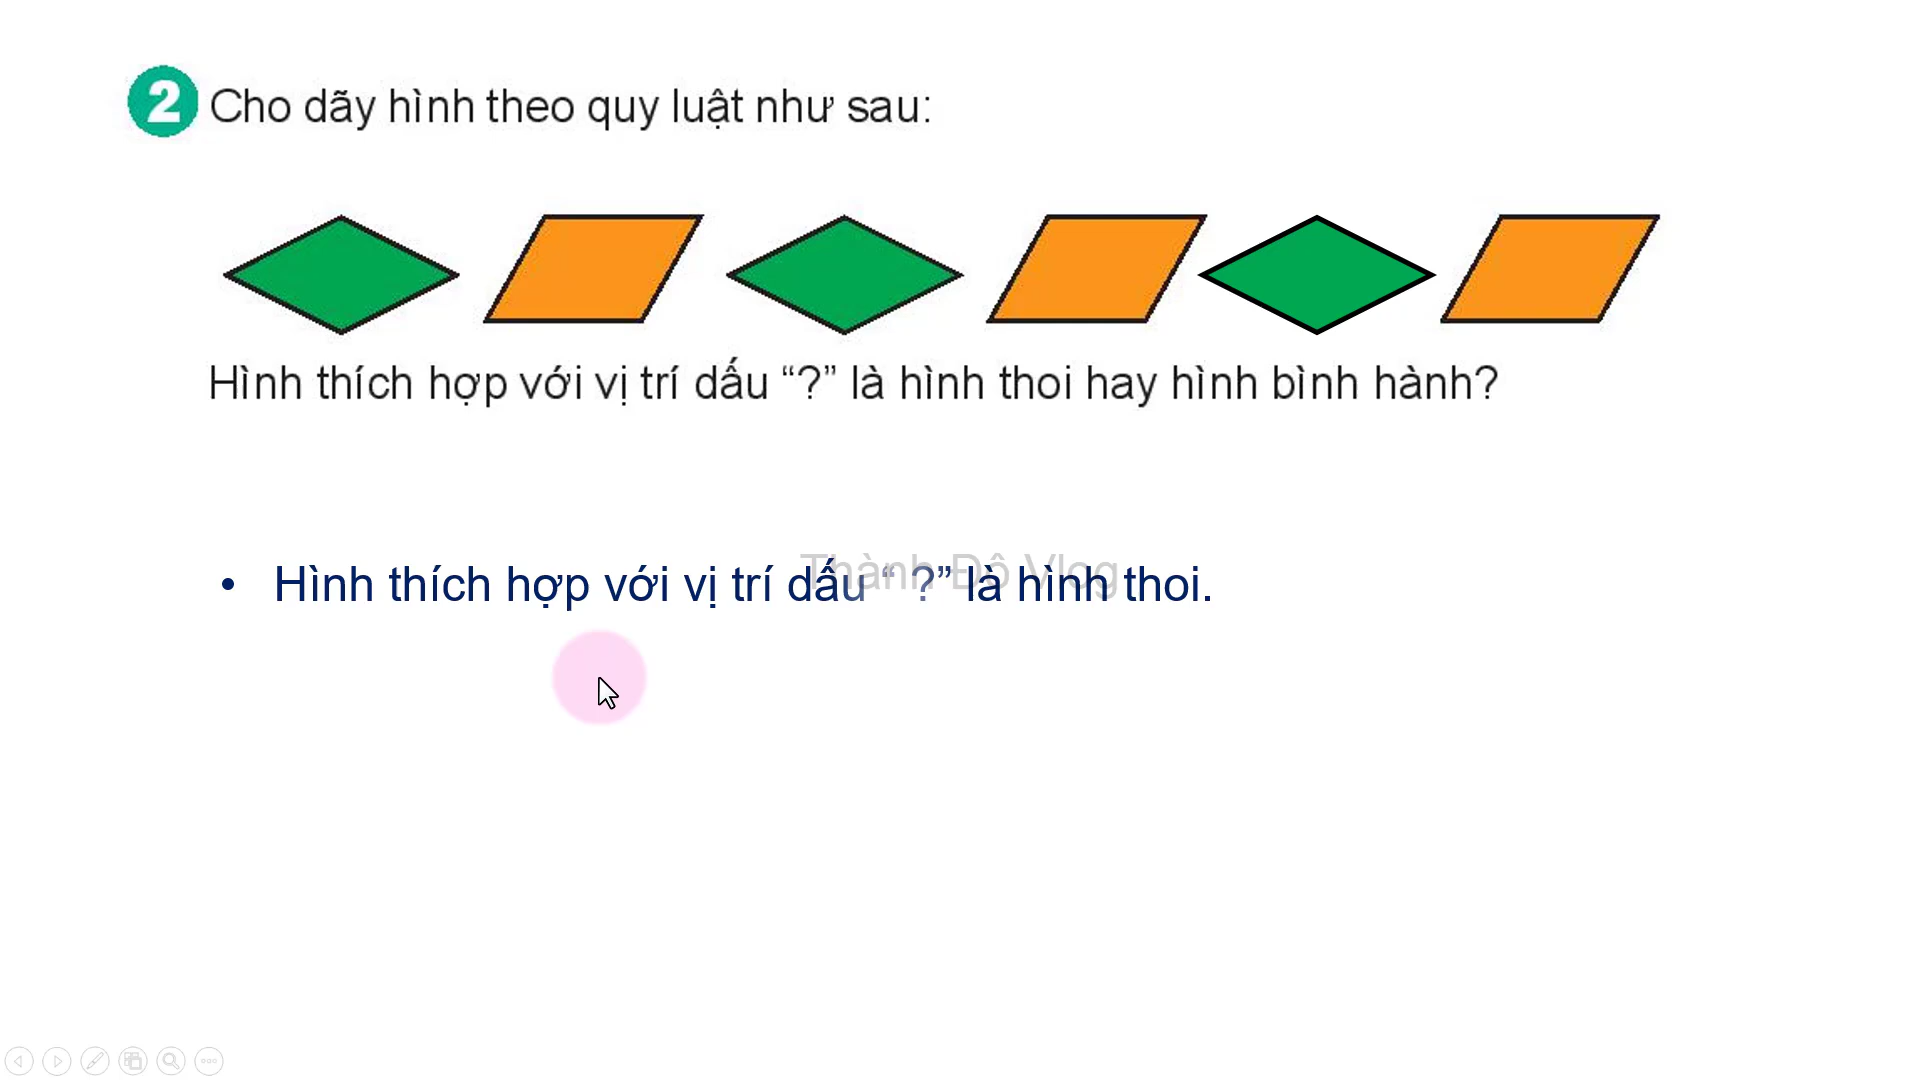 2 Cho dãy hình theo quy luật như sau:
Hình thích hợp với vị trí dấu “?” là hình thoi hay hình bình hành?
Thành Đô Vlog
• Hình thích hợp với vị trí dấu “ ?” là hình thoi.